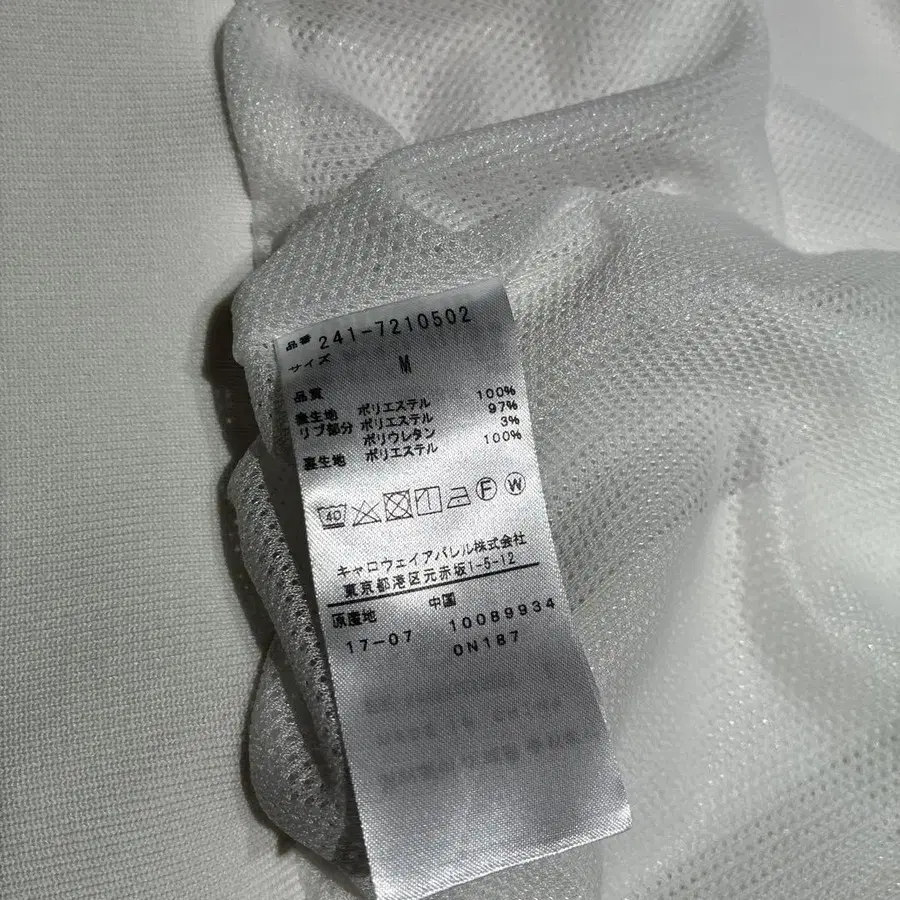 品番 241-7210502
サイズ M
品質
表生地 ポリエステル 100%
リブ部分 ポリエステル 97%
ポリウレタン 3%
裏生地 ポリエステル 100%
40 F W
キャロウェイアパレル株式会社
東京都港区元赤坂1-5-12
原産地 中国
17-07 10089934
0N187